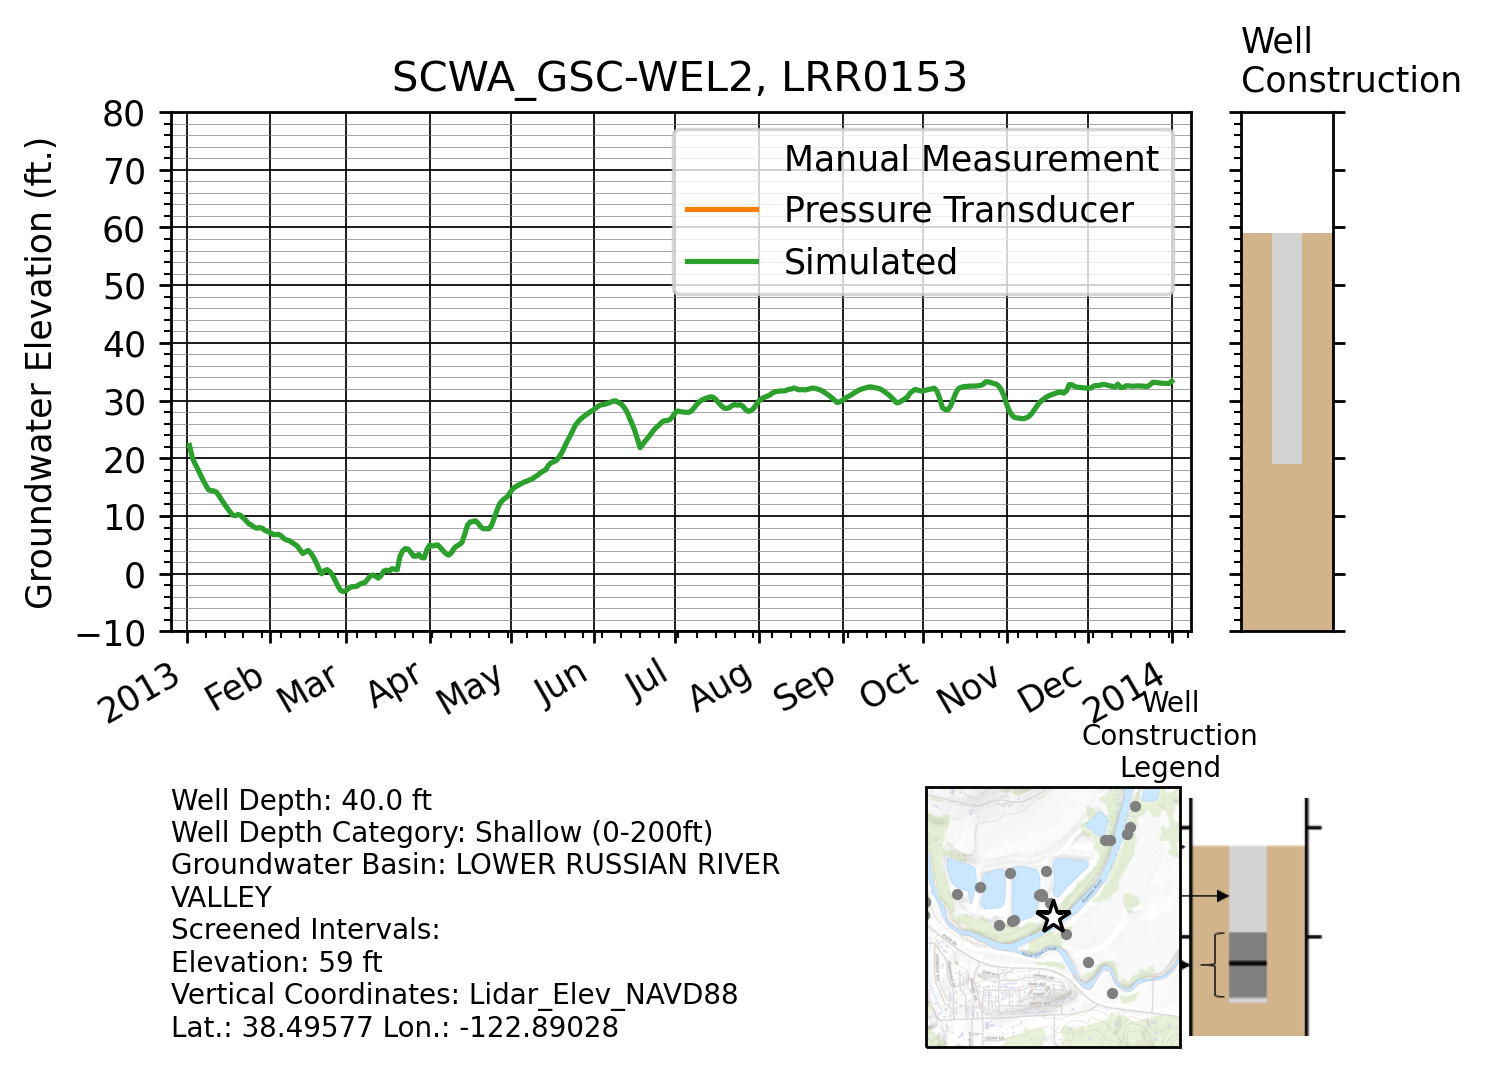 Well
Construction
SCWA_GSC-WEL2, LRR0153
Groundwater Elevation (ft.)
80
70
60
50
40
30
20
10
0
−10
Manual Measurement
Pressure Transducer
Simulated
2013 Feb Mar Apr May Jun Jul Aug Sep Oct Nov Dec 2014
Well
Construction
Legend
Well Depth: 40.0 ft
Well Depth Category: Shallow (0-200ft)
Groundwater Basin: LOWER RUSSIAN RIVER
VALLEY
Screened Intervals:
Elevation: 59 ft
Vertical Coordinates: Lidar_Elev_NAVD88
Lat.: 38.49577 Lon.: -122.89028